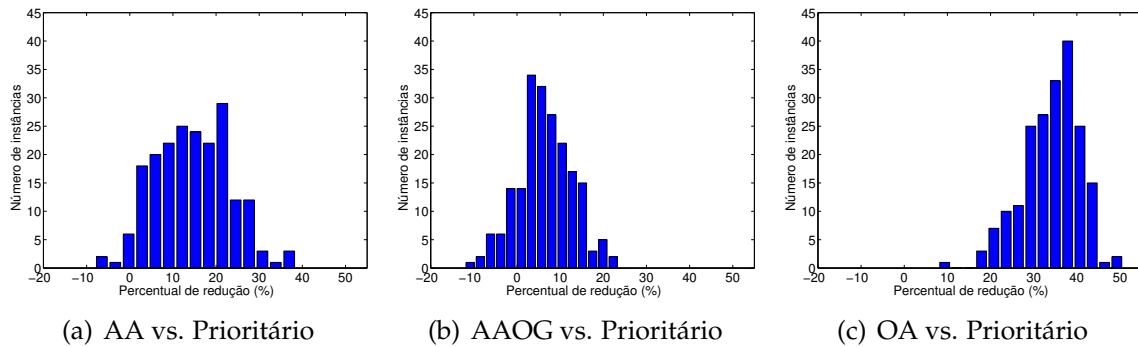 45
40
35
30
25
20
15
10
5
0
Número de instâncias
−20 −10 0 10 20 30 40 50
Percentual de redução (%)
(a) AA vs. Prioritário
45
40
35
30
25
20
15
10
5
0
Número de instâncias
−20 −10 0 10 20 30 40 50
Percentual de redução (%)
(b) AAOG vs. Prioritário
45
40
35
30
25
20
15
10
5
0
Número de instâncias
−20 −10 0 10 20 30 40 50
Percentual de redução (%)
(c) OA vs. Prioritário